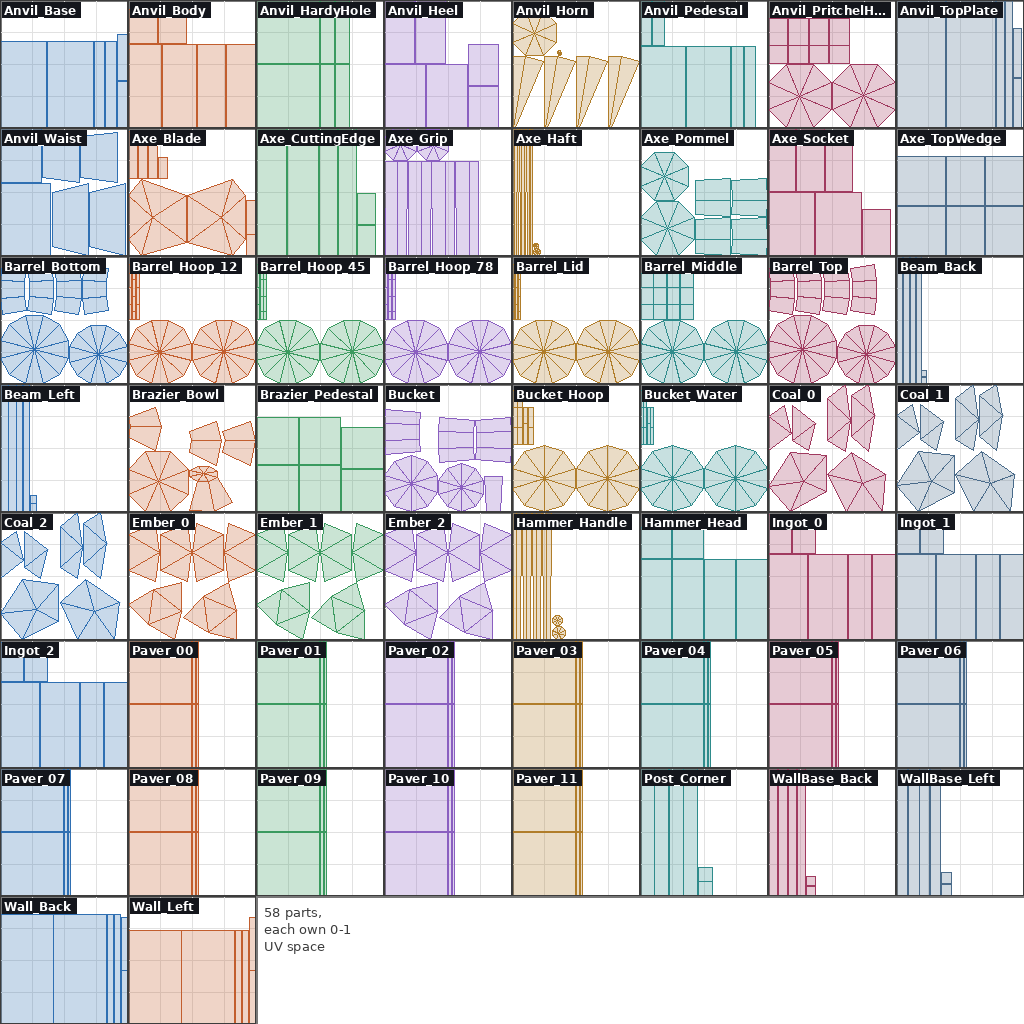 Anvil_Base
Anvil_Body
Anvil_HardyHole
Anvil_Heel
Anvil_Horn
Anvil_Pedestal
Anvil_PritchelH...
Anvil_TopPlate
Anvil_Waist
Axe_Blade
Axe_CuttingEdge
Axe_Grip
Axe_Haft
Axe_Pommel
Axe_Socket
Axe_TopWedge
Barrel_Bottom
Barrel_Hoop_12
Barrel_Hoop_45
Barrel_Hoop_78
Barrel_Lid
Barrel_Middle
Barrel_Top
Beam_Back
Beam_Left
Brazier_Bowl
Brazier_Pedestal
Bucket
Bucket_Hoop
Bucket_Water
Coal_0
Coal_1
Coal_2
Ember_0
Ember_1
Ember_2
Hammer_Handle
Hammer_Head
Ingot_0
Ingot_1
Ingot_2
Paver_00
Paver_01
Paver_02
Paver_03
Paver_04
Paver_05
Paver_06
Paver_07
Paver_08
Paver_09
Paver_10
Paver_11
Post_Corner
WallBase_Back
WallBase_Left
Wall_Back
Wall_Left
58 parts,
each own 0-1
UV space